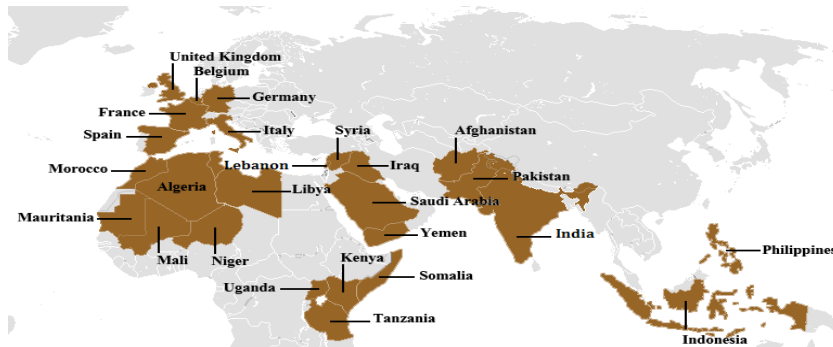 United Kingdom
Belgium
Germany
France
Spain
Italy
Syria
Afghanistan
Morocco
Lebanon
Iraq
Pakistan
Algeria
Libya
Saudi Arabia
Mauritania
Yemen
India
Mali
Niger
Kenya
Somalia
Philippines
Uganda
Tanzania
Indonesia